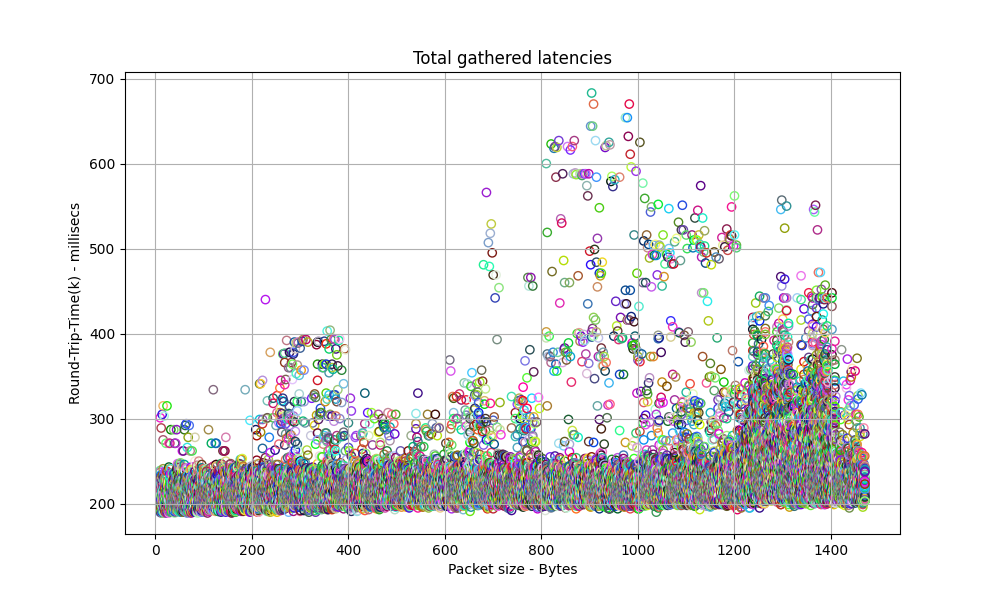 Total gathered latencies
Round-Trip-Time(k) - millisecs
700
600
500
400
300
200
0 200 400 600 800 1000 1200 1400
Packet size - Bytes